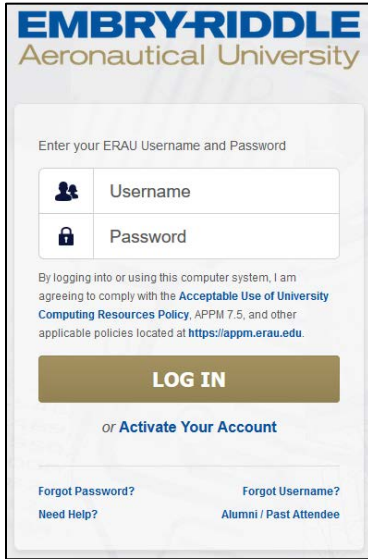 EMBRY-RIDDLE
Aeronautical University
Enter your ERAU Username and Password
Username
Password
By logging into or using this computer system, I am
agreeing to comply with the Acceptable Use of University
Computing Resources Policy, APPM 7.5, and other
applicable policies located at https://appm.erau.edu.
LOG IN
or Activate Your Account
Forgot Password? Forgot Username?
Need Help? Alumni / Past Attendee